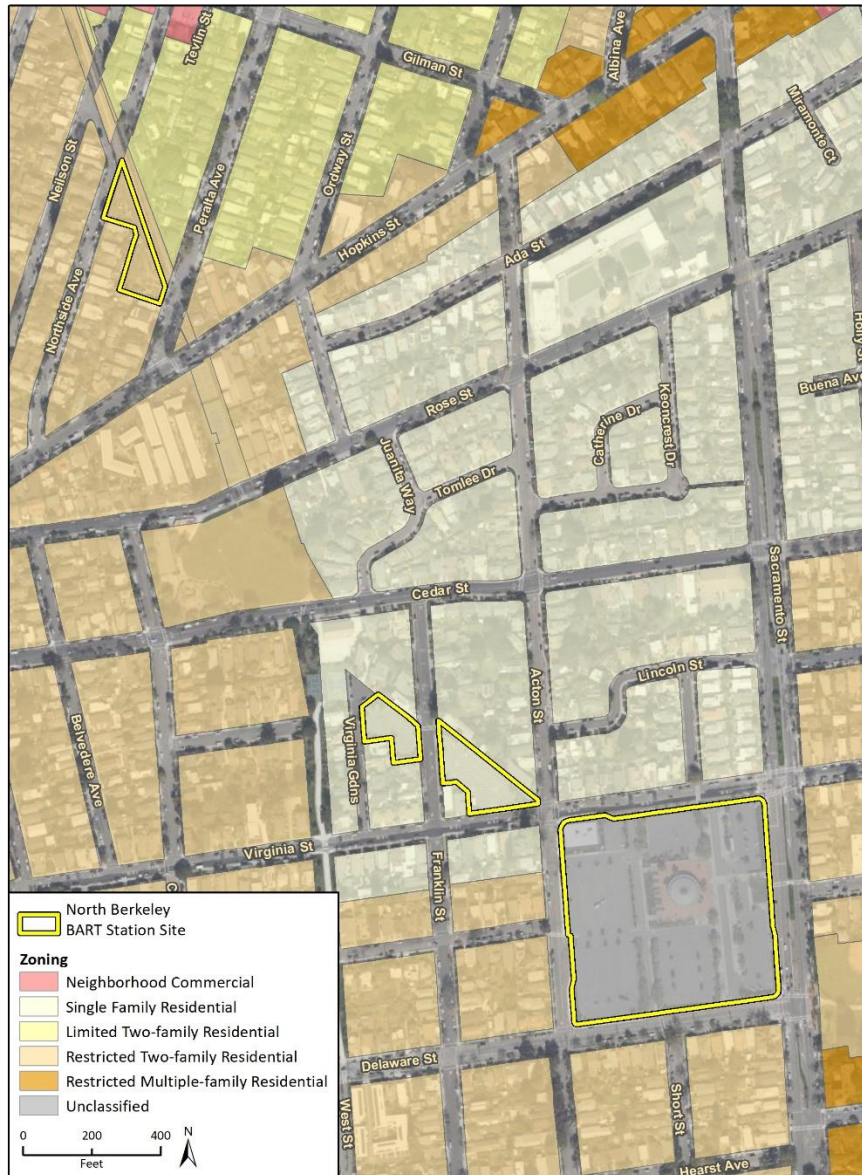 Tevlin St
Albina Ave
Gilman St
Miramonte Ct
Neilson St
Ordway St
Peralta Ave
Hopkins St
Ada St
Northside Ave
Holly St
Buena Ave
Rose St
Keoncrest Dr
Catherine Dr
Juanita Way
Tomlee Dr
Sacramento St
Cedar St
Lincoln St
Acton St
Belvedere Ave
Virginia Gdns
Virginia St
Franklin St
C
North Berkeley
BART Station Site
Zoning
Neighborhood Commercial
Single Family Residential
Limited Two-family Residential
Restricted Two-family Residential
Restricted Multiple-family Residential
Unclassified
0 200 400
Feet
N
Delaware St
West St
Short St
Hearst Ave